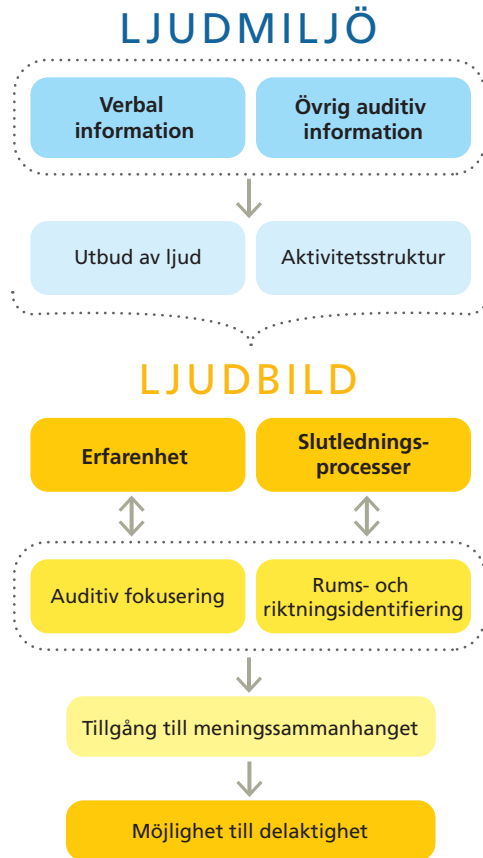 LJUDMILJÖ
Verbal
information
Övrig auditiv
information
Utbud av ljud
Aktivitetsstruktur
LJUDBILD
Erfarenhet
Slutlednings-
processer
Auditiv fokusering
Rums- och
riktningsidentifiering
Tillgång till meningssammanhanget
Möjlighet till delaktighet